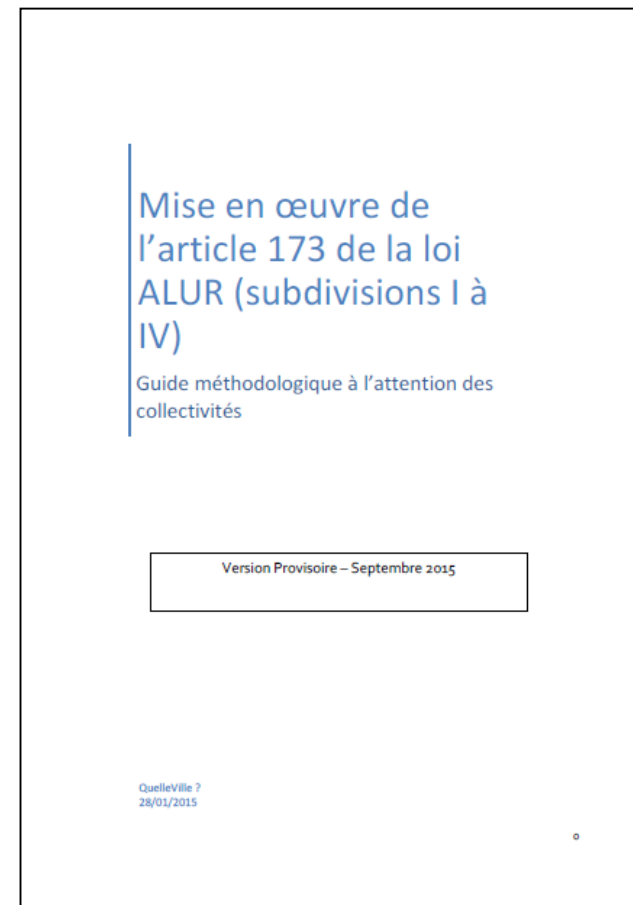 Mise en œuvre de
l'article 173 de la loi
ALUR (subdivisions I à
IV)
Guide méthodologique à l'attention des
collectivités
Version Provisoire – Septembre 2015
QuelleVille ?
28/01/2015
0